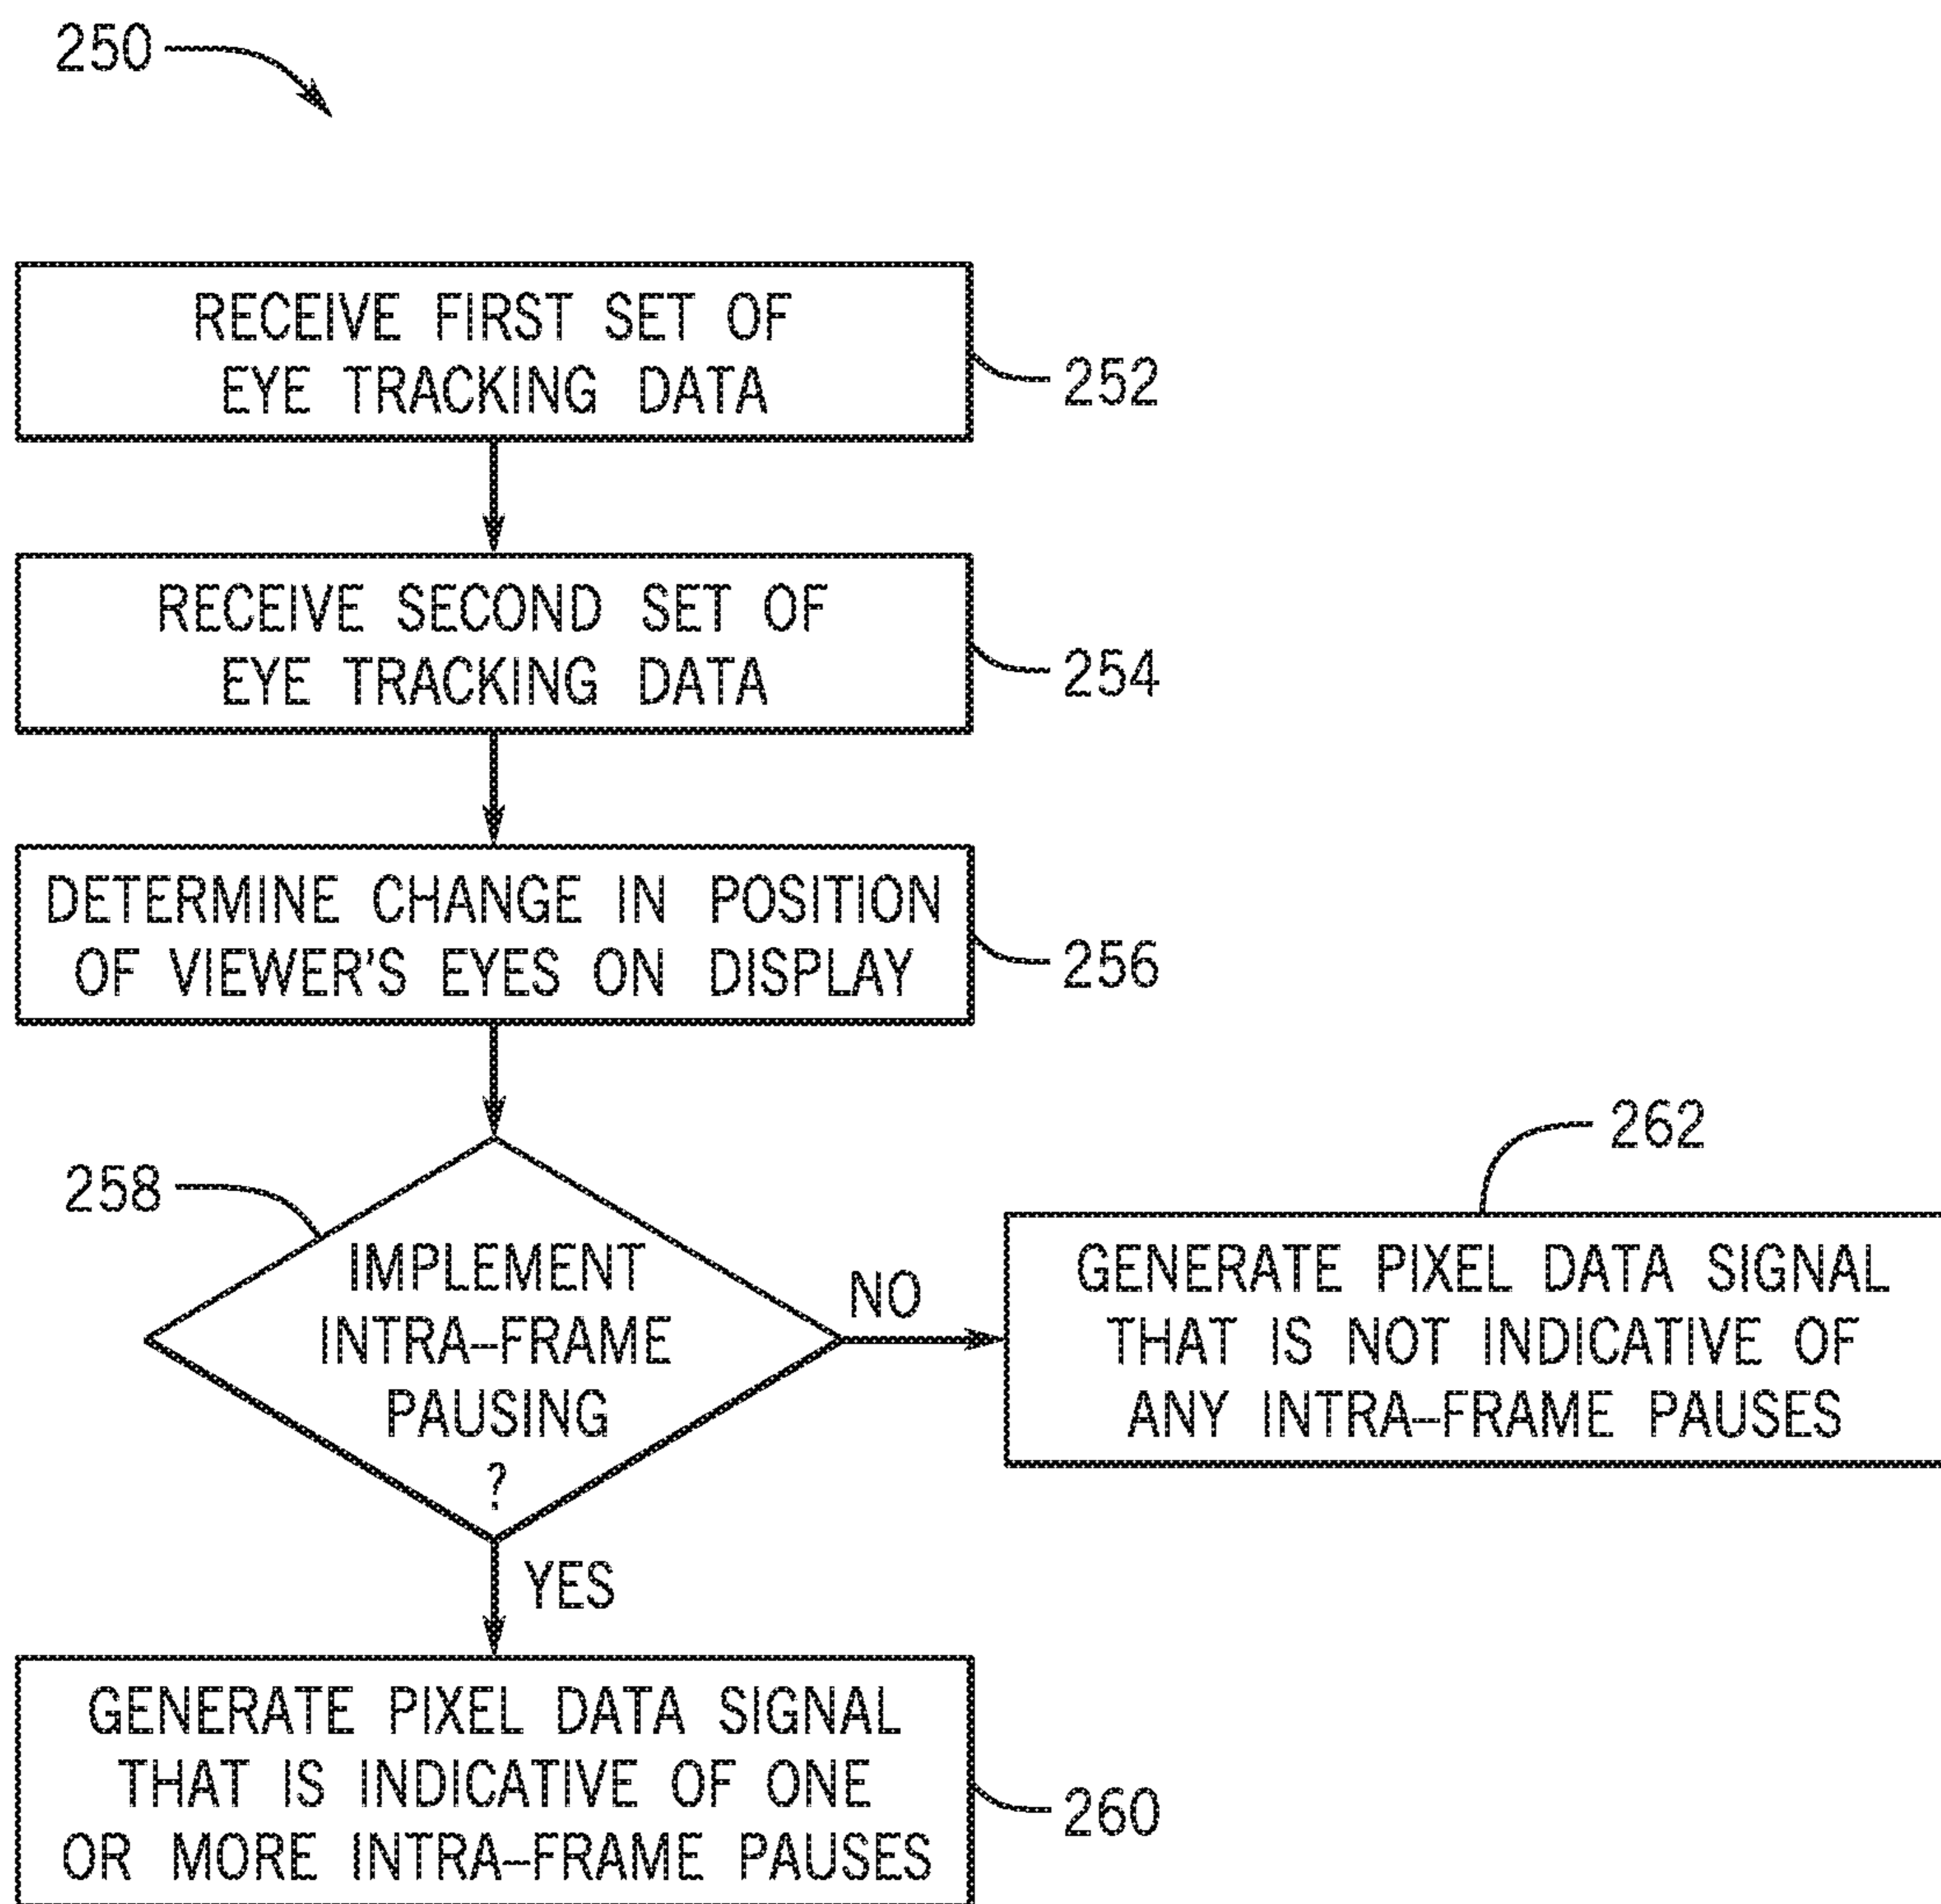 250
RECEIVE FIRST SET OF
EYE TRACKING DATA
252
RECEIVE SECOND SET OF
EYE TRACKING DATA
254
DETERMINE CHANGE IN POSITION
OF VIEWER'S EYES ON DISPLAY
256
258
IMPLEMENT
INTRA–FRAME
PAUSING
?
NO
262
GENERATE PIXEL DATA SIGNAL
THAT IS NOT INDICATIVE OF
ANY INTRA–FRAME PAUSES
YES
GENERATE PIXEL DATA SIGNAL
THAT IS INDICATIVE OF ONE
OR MORE INTRA–FRAME PAUSES
260